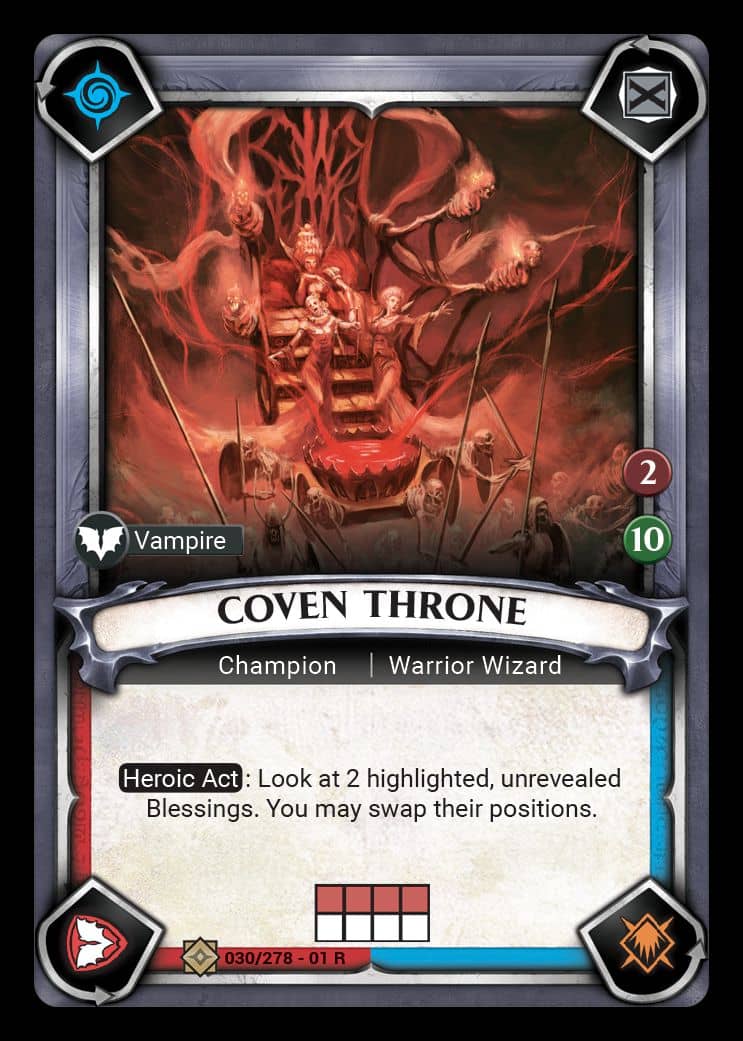 2
Vampire
10
COVEN THRONE
Champion | Warrior Wizard
Heroic Act : Look at 2 highlighted, unrevealed
Blessings. You may swap their positions.
030/278 - 01 R